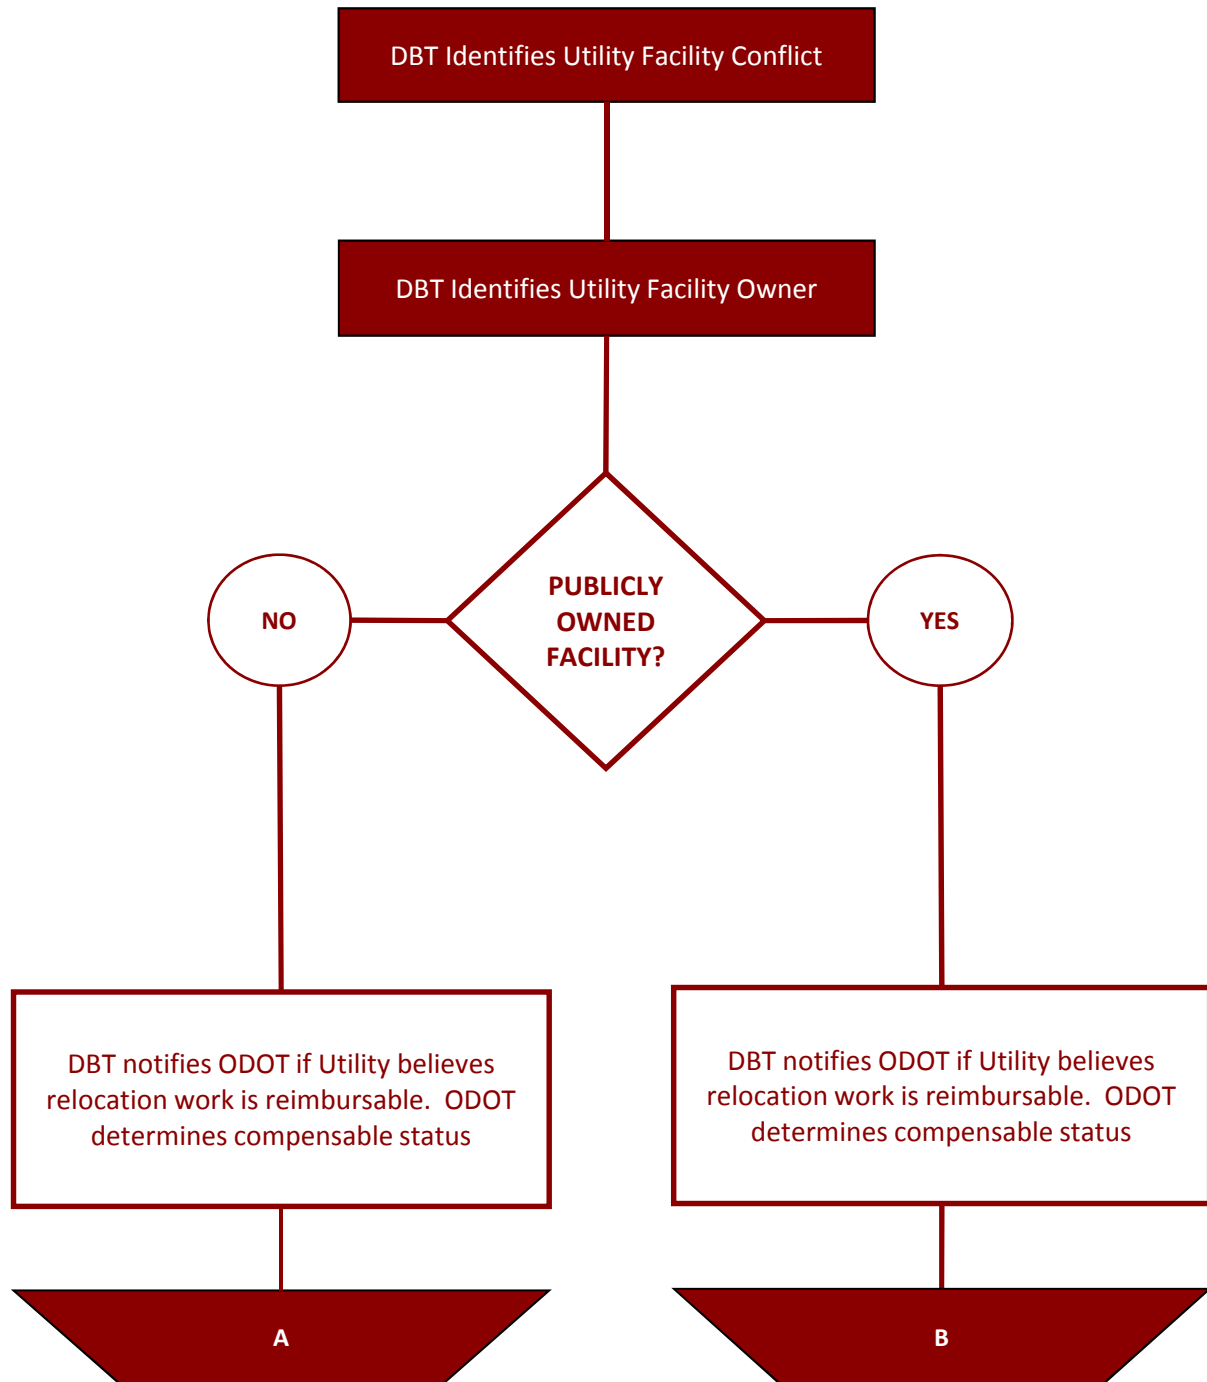 DBT Identifies Utility Facility Conflict
DBT Identifies Utility Facility Owner
PUBLICLY
OWNED
FACILITY?
NO
YES
DBT notifies ODOT if Utility believes
relocation work is reimbursable.  ODOT
determines compensable status
DBT notifies ODOT if Utility believes
relocation work is reimbursable.  ODOT
determines compensable status
A
B